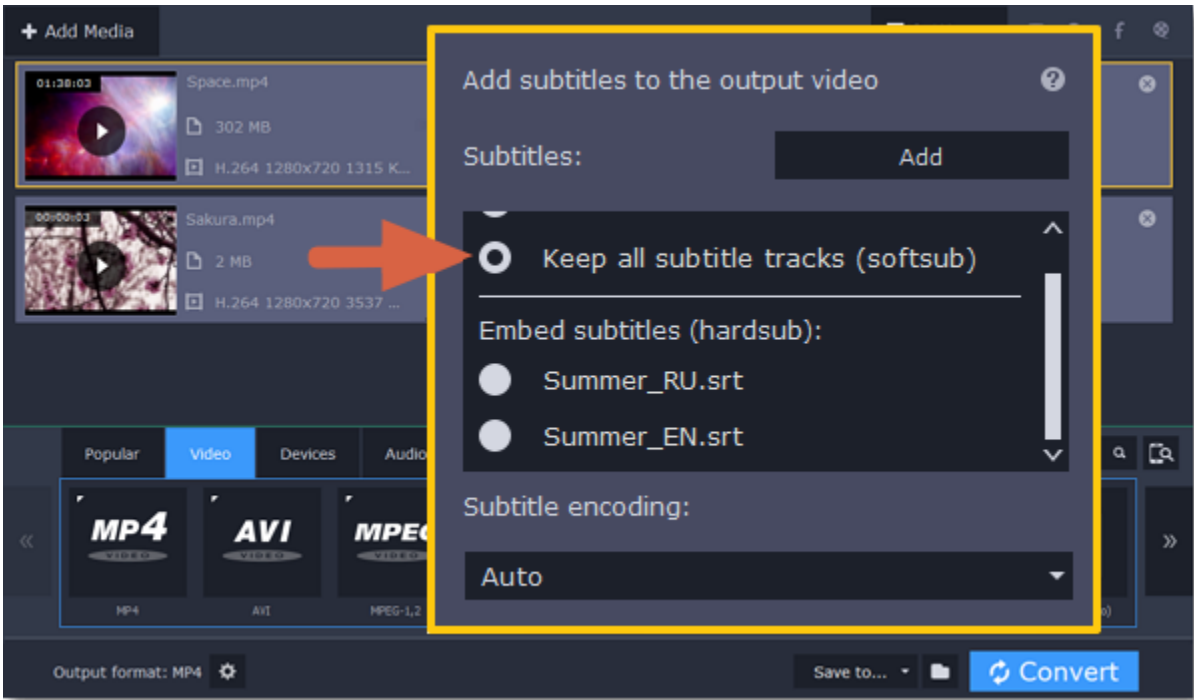 Add Media
01:38:03
Space.mp4
302 MB
H.264 1280x720 1315 K...
00:00:03
Sakura.mp4
2 MB
H.264 1280x720 3537 ...
Add subtitles to the output video
Subtitles:
Add
Keep all subtitle tracks (softsub)
Embed subtitles (hardsub):
Summer_RU.srt
Summer_EN.srt
Subtitle encoding:
Auto
Popular
Video
Devices
Audio
MP4
VIDEO
AVI
VIDEO
MPEG
VIDEO
MP4
AVI
MPEG-1,2
Output format: MP4
Save to...
Convert